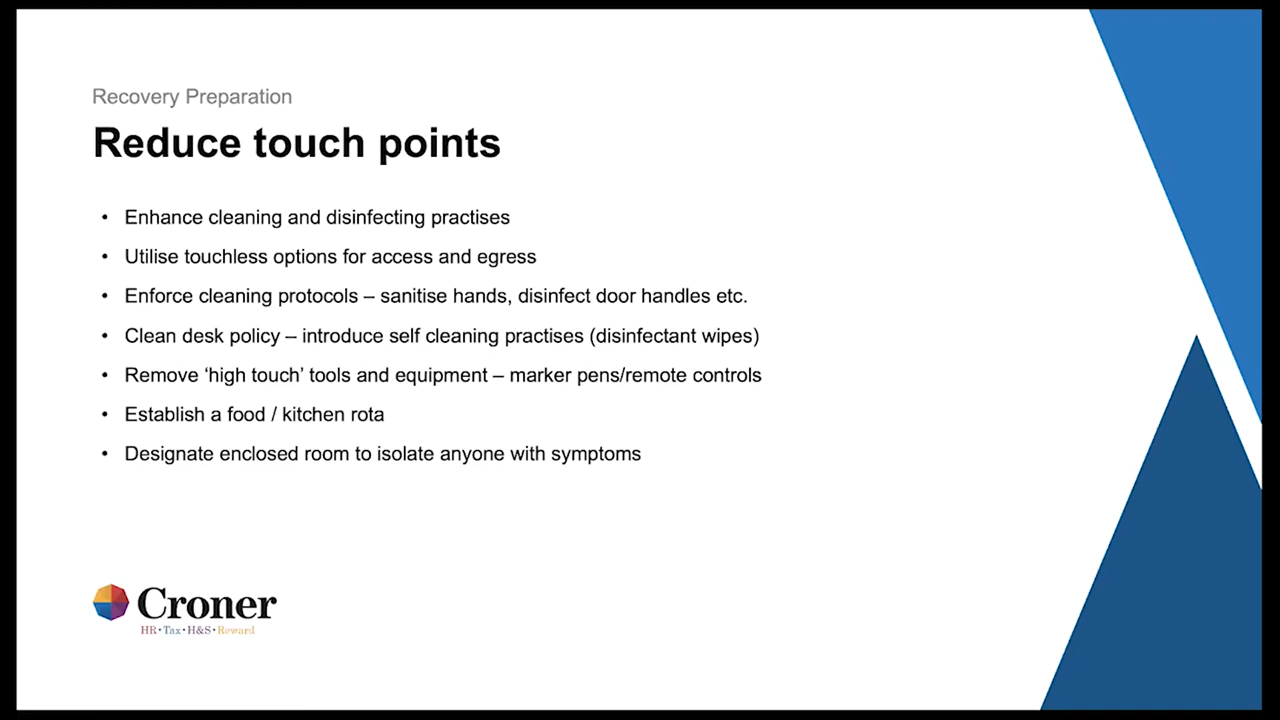 Recovery Preparation
Reduce touch points
• Enhance cleaning and disinfecting practises
• Utilise touchless options for access and egress
• Enforce cleaning protocols – sanitise hands, disinfect door handles etc.
• Clean desk policy – introduce self cleaning practises (disinfectant wipes)
• Remove ‘high touch’ tools and equipment – marker pens/remote controls
• Establish a food / kitchen rota
• Designate enclosed room to isolate anyone with symptoms
Croner
HR•Tax•H&S•Reward